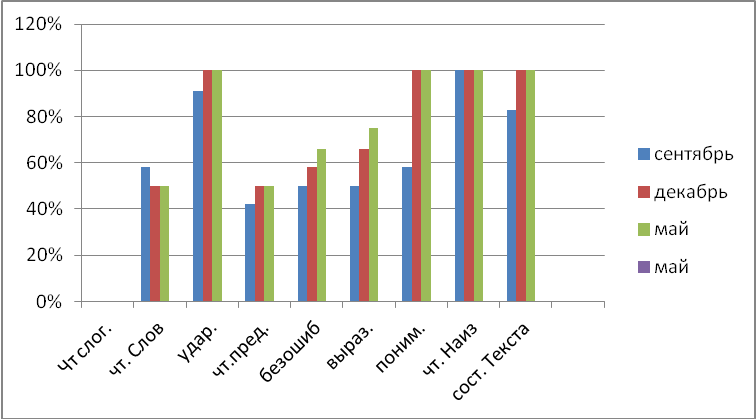 120%
100%
80%
60%
40%
20%
0%
Чт слог.
чт. Слов
удар.
чт.пред.
безошиб
выраз.
поним.
чт. Наиз
сост. Текста
сентябрь
декабрь
май
май